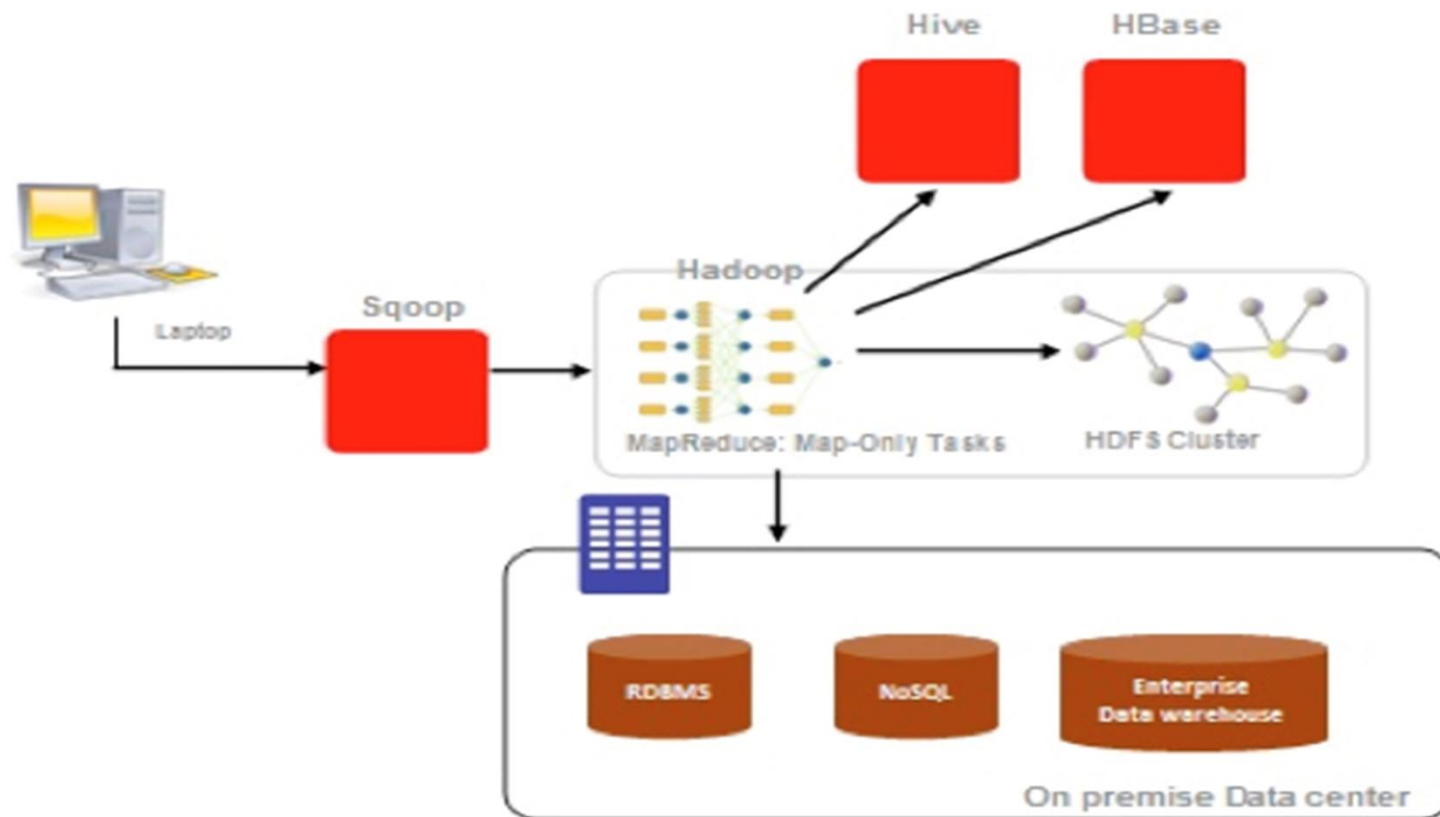 Hive
HBase
Hadoop
Sqoop
Laptop
MapReduce: Map-Only Tasks
HDFS Cluster
RDBMS
NoSQL
Enterprise
Data warehouse
On premise Data center